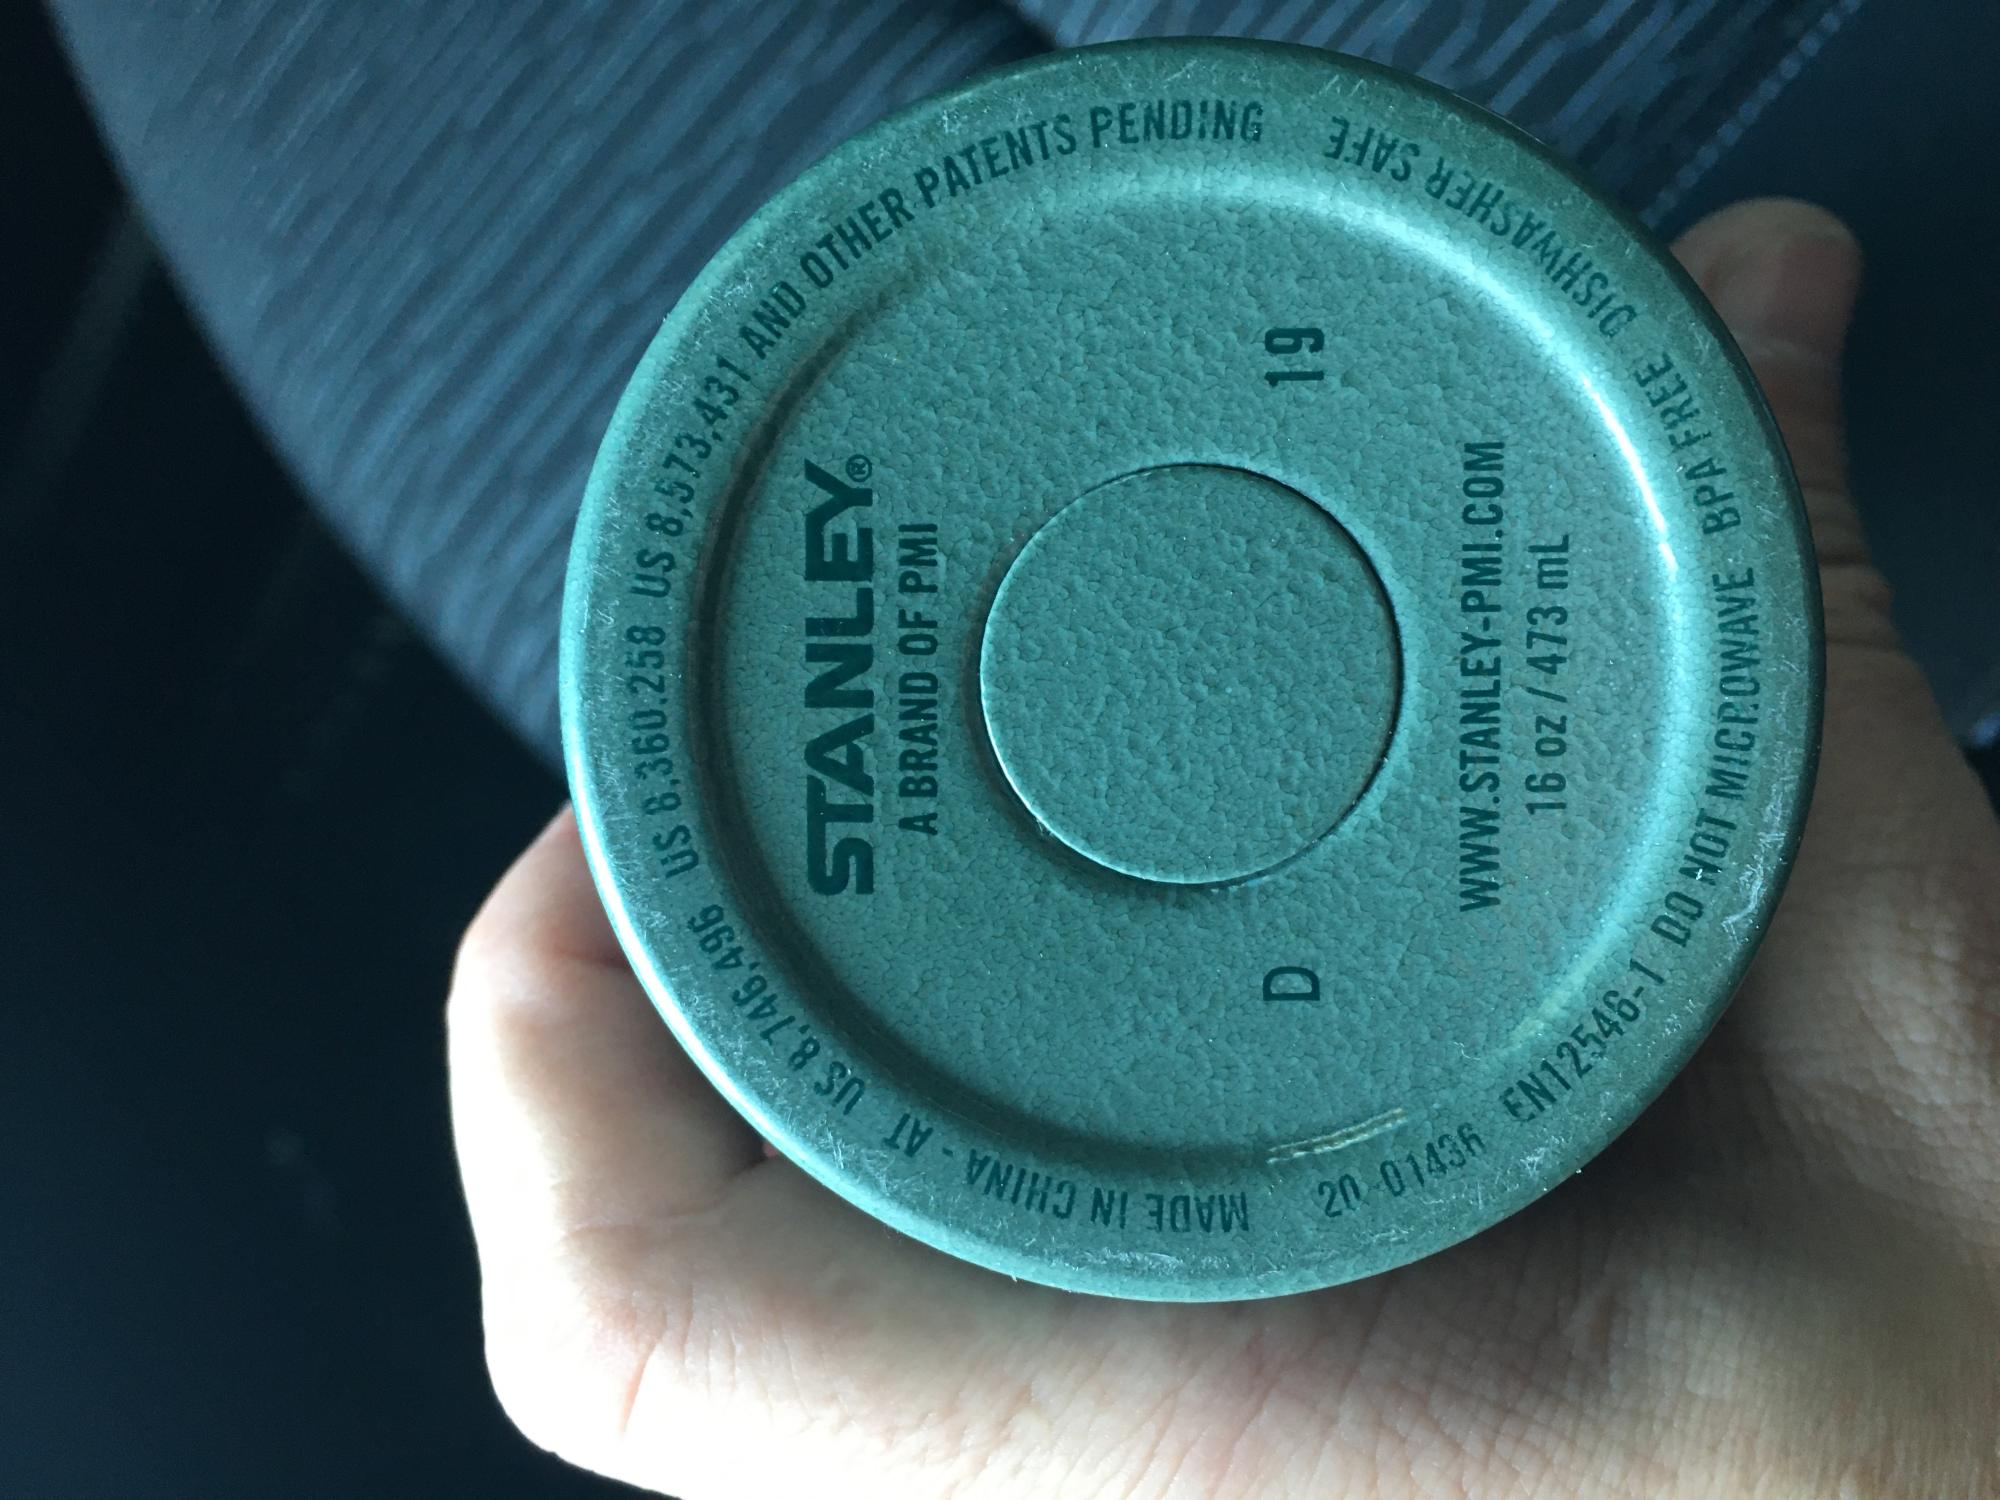 STANLEY®
A BRAND OF PMI
D 19
WWW.STANLEY-PMI.COM
16 oz / 473 mL
MADE IN CHINA - AT US 8,746,496 US 8,360,258 US 8,573,431 AND OTHER PATENTS PENDING
20-01436 EN12546-1 DO NOT MICROWAVE BPA FREE DISHWASHER SAFE